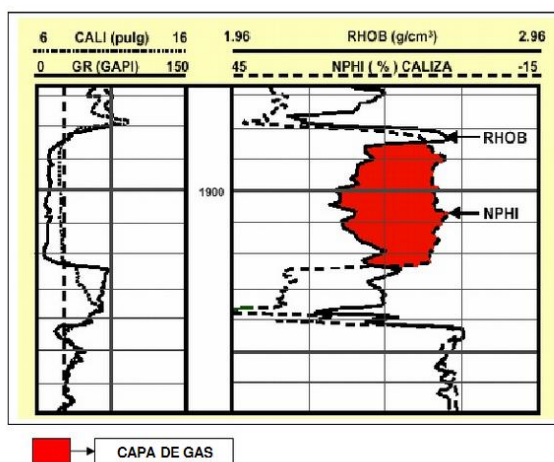 6 CALI (pulg) 16 1.96 RHOB (g/cm³) 2.96
0 GR (GAPI) 150 45 NPHI ( % ) CALIZA -15
RHOB
1900
NPHI
CAPA DE GAS